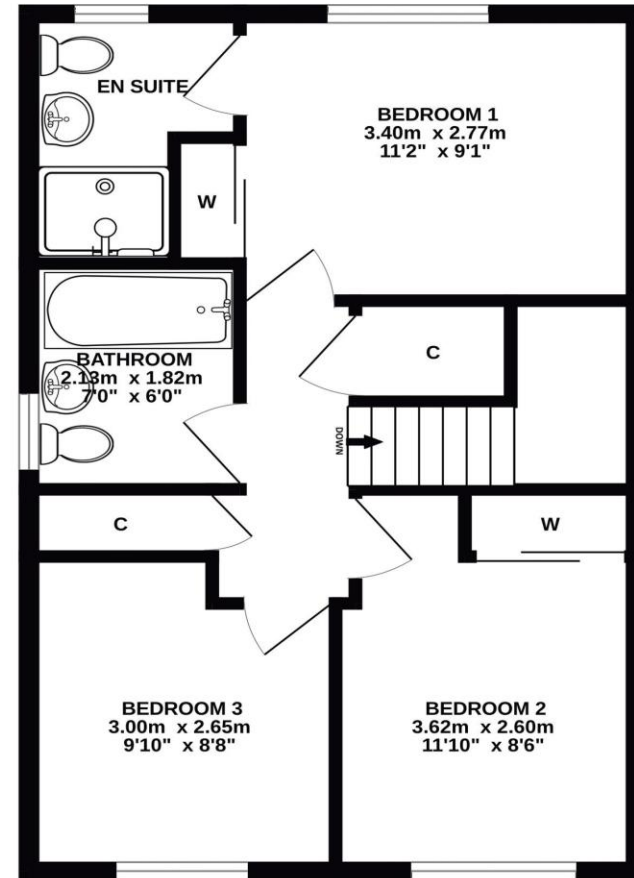 EN SUITE
BEDROOM 1
3.40m x 2.77m
11'2" x 9'1"
W
C
BATHROOM
2.13m x 1.82m
7'0" x 6'0"
DOWN
C
W
BEDROOM 3
3.00m x 2.65m
9'10" x 8'8"
BEDROOM 2
3.62m x 2.60m
11'10" x 8'6"